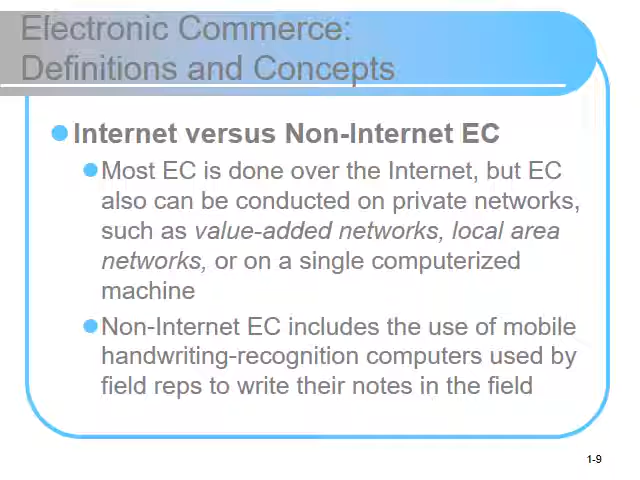 Electronic Commerce:
Definitions and Concepts
Internet versus Non-Internet EC
Most EC is done over the Internet, but EC
also can be conducted on private networks,
such as value-added networks, local area
networks, or on a single computerized
machine
Non-Internet EC includes the use of mobile
handwriting-recognition computers used by
field reps to write their notes in the field
1-9